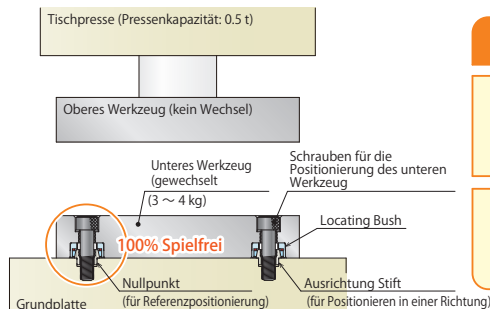 Tischpresse (Pressenkapazität: 0.5 t)
Oberes Werkzeug (kein Wechsel)
Unteres Werkzeug
(gewechselt
(3 ～ 4 kg)
Schrauben für die
Positionierung des unteren
Werkzeug
Locating Bush
100% Spielfrei
Nullpunkt
(für Referenzpositionierung)
Ausrichtung Stift
(für Positionieren in einer Richtung)
Grundplatte